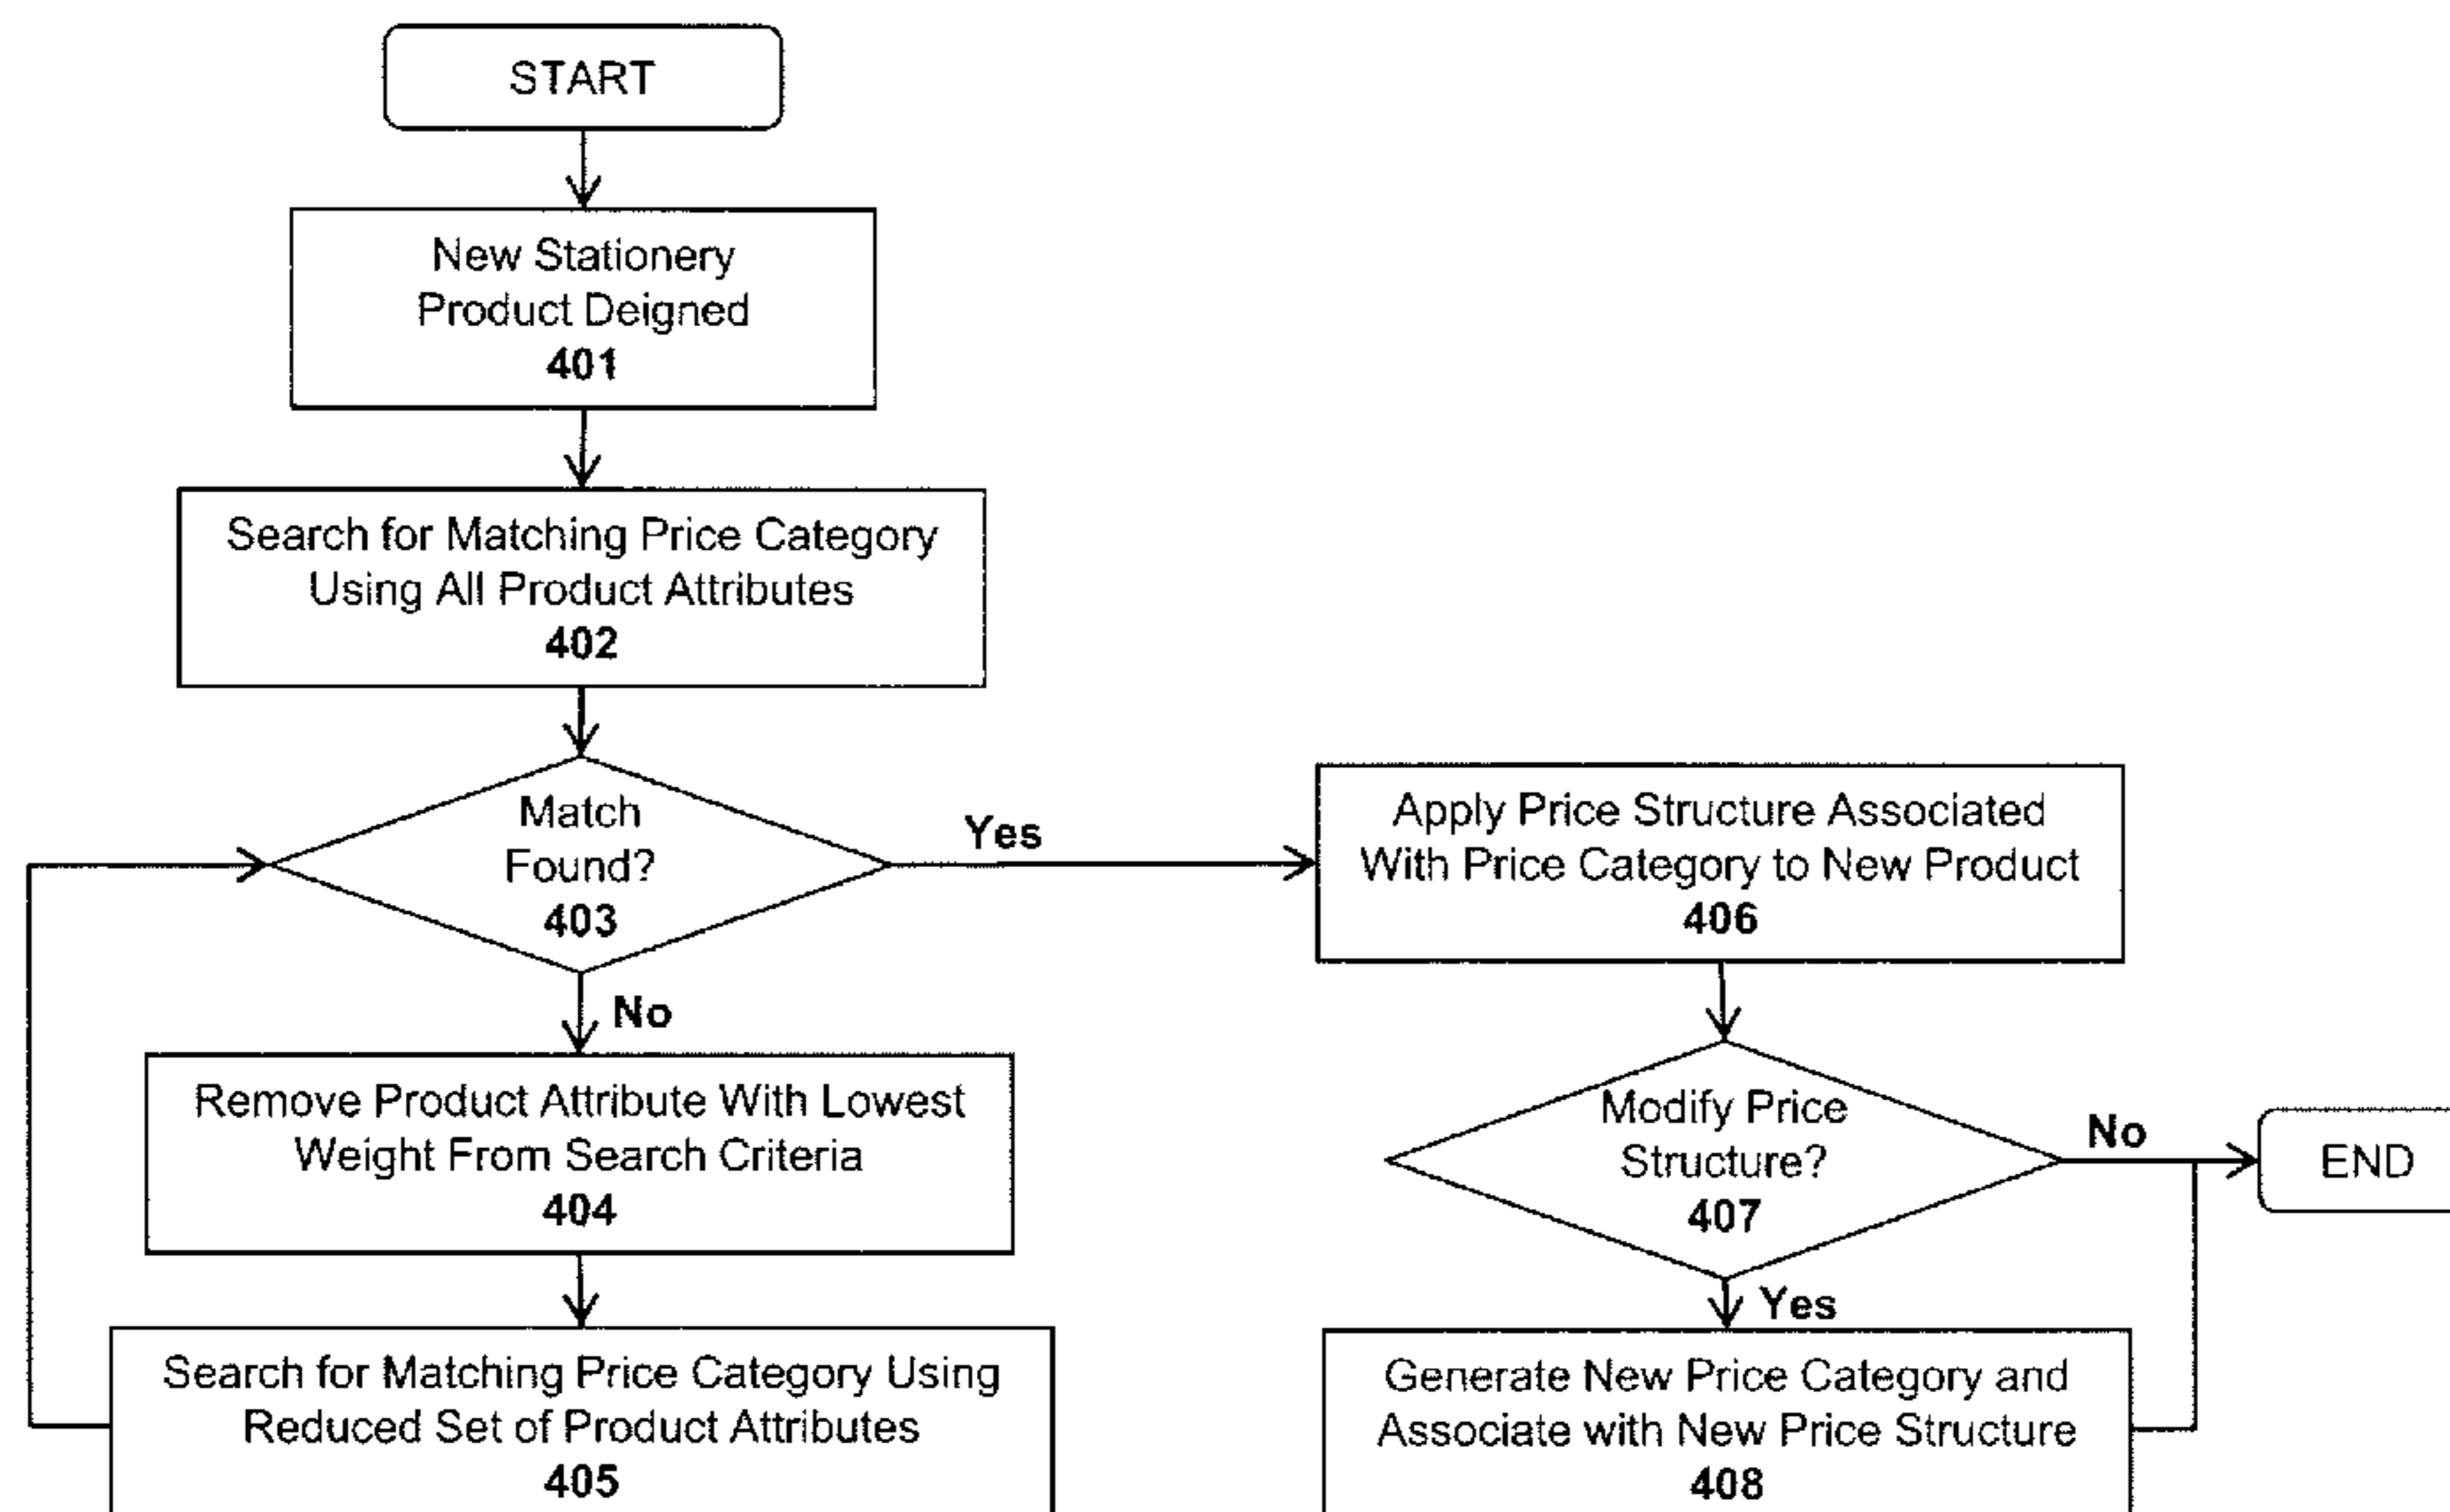 START
New Stationery
Product Deigned
401
Search for Matching Price Category
Using All Product Attributes
402
Match
Found?
403
Yes
No
Remove Product Attribute With Lowest
Weight From Search Criteria
404
Search for Matching Price Category Using
Reduced Set of Product Attributes
405
Apply Price Structure Associated
With Price Category to New Product
406
Modify Price
Structure?
407
No
END
Yes
Generate New Price Category and
Associate with New Price Structure
408